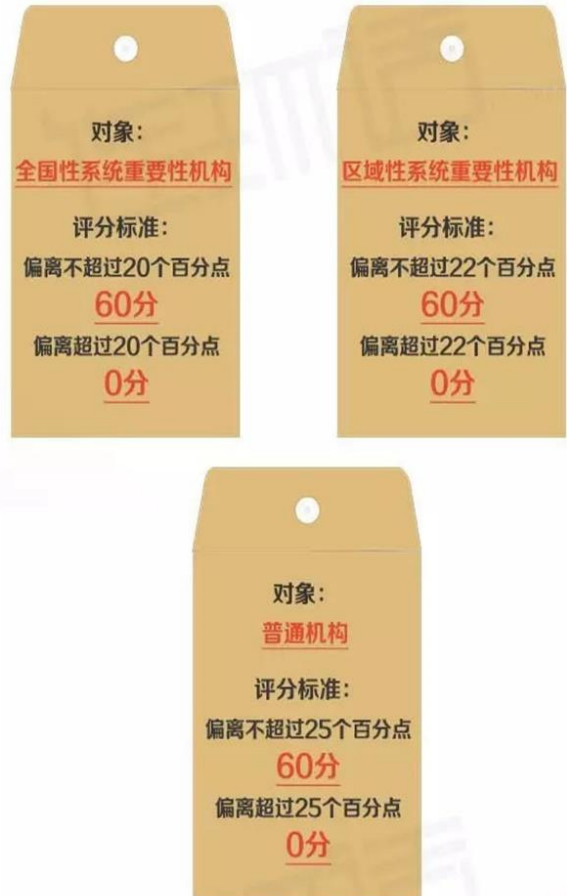 对象：
全国性系统重要性机构
评分标准：
偏离不超过20个百分点
60分
偏离超过20个百分点
0分
对象：
区域性系统重要性机构
评分标准：
偏离不超过22个百分点
60分
偏离超过22个百分点
0分
对象：
普通机构
评分标准：
偏离不超过25个百分点
60分
偏离超过25个百分点
0分